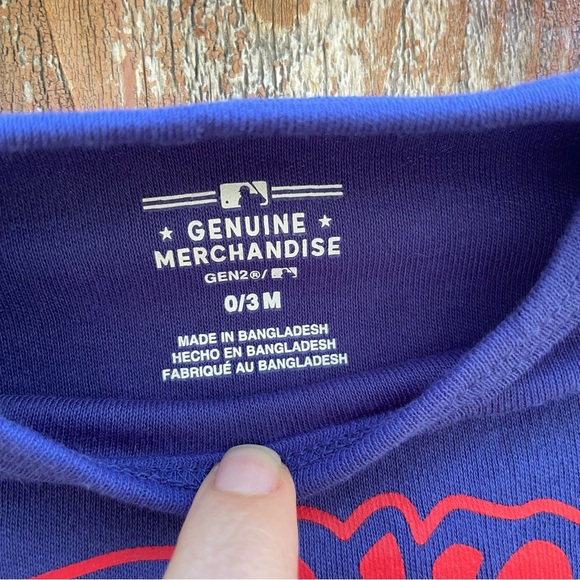 ★ GENUINE ★
MERCHANDISE
GEN2®/
0/3 M
MADE IN BANGLADESH
HECHO EN BANGLADESH
FABRIQUÉ AU BANGLADESH